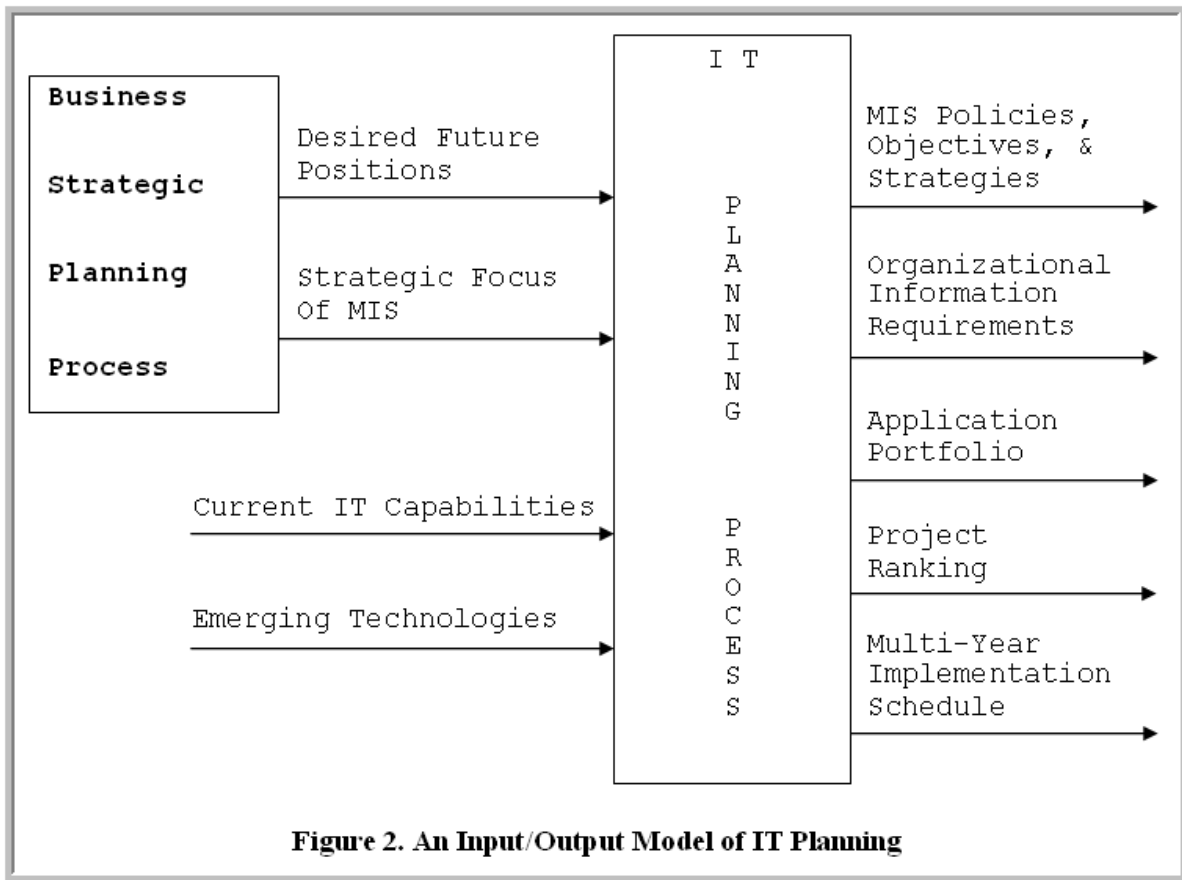 Business
Strategic
Planning
Process
Desired Future
Positions
Strategic Focus
Of MIS
Current IT Capabilities
Emerging Technologies
I T
P
L
A
N
N
I
N
G
P
R
O
C
E
S
S
MIS Policies,
Objectives, &
Strategies
Organizational
Information
Requirements
Application
Portfolio
Project
Ranking
Multi-Year
Implementation
Schedule
Figure 2. An Input/Output Model of IT Planning